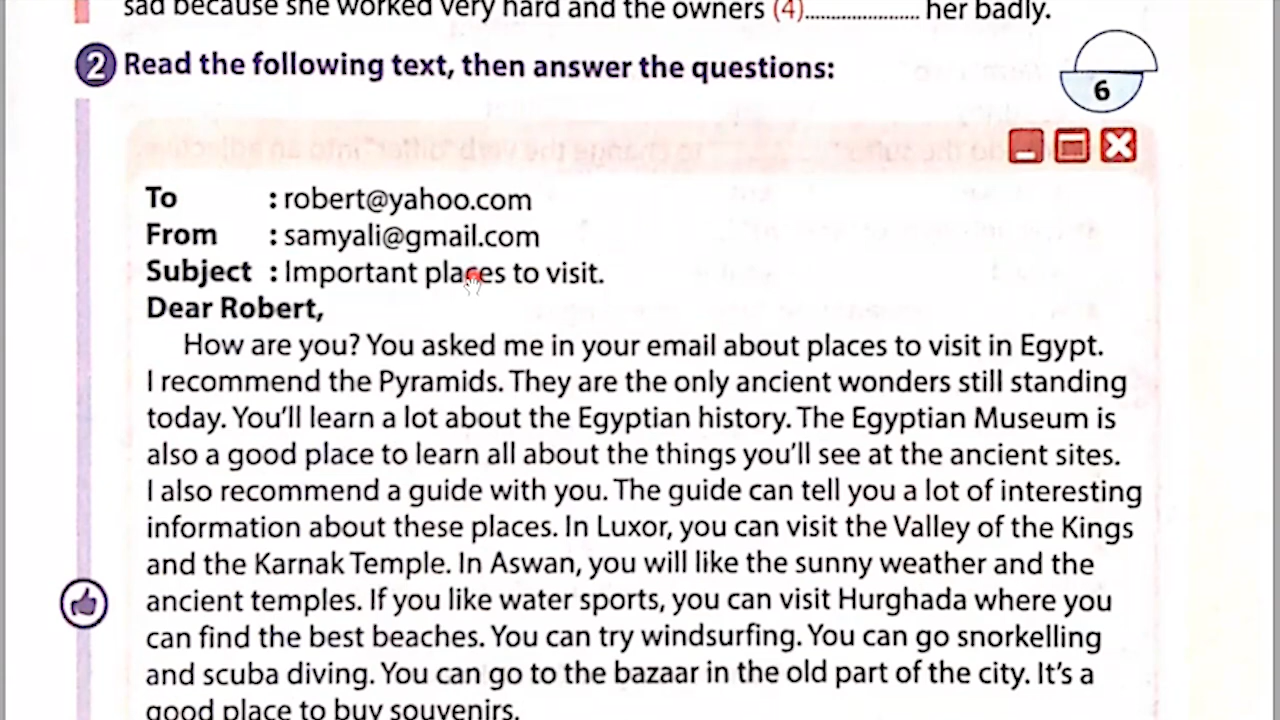 sad because she worked very hard and the owners (4)...................... her badly.
2 Read the following text, then answer the questions:
6
To : robert@yahoo.com
From : samyali@gmail.com
Subject : Important places to visit.
Dear Robert,
How are you? You asked me in your email about places to visit in Egypt.
I recommend the Pyramids. They are the only ancient wonders still standing
today. You'll learn a lot about the Egyptian history. The Egyptian Museum is
also a good place to learn all about the things you'll see at the ancient sites.
I also recommend a guide with you. The guide can tell you a lot of interesting
information about these places. In Luxor, you can visit the Valley of the Kings
and the Karnak Temple. In Aswan, you will like the sunny weather and the
ancient temples. If you like water sports, you can visit Hurghada where you
can find the best beaches. You can try windsurfing. You can go snorkelling
and scuba diving. You can go to the bazaar in the old part of the city. It's a
good place to buy souvenirs.